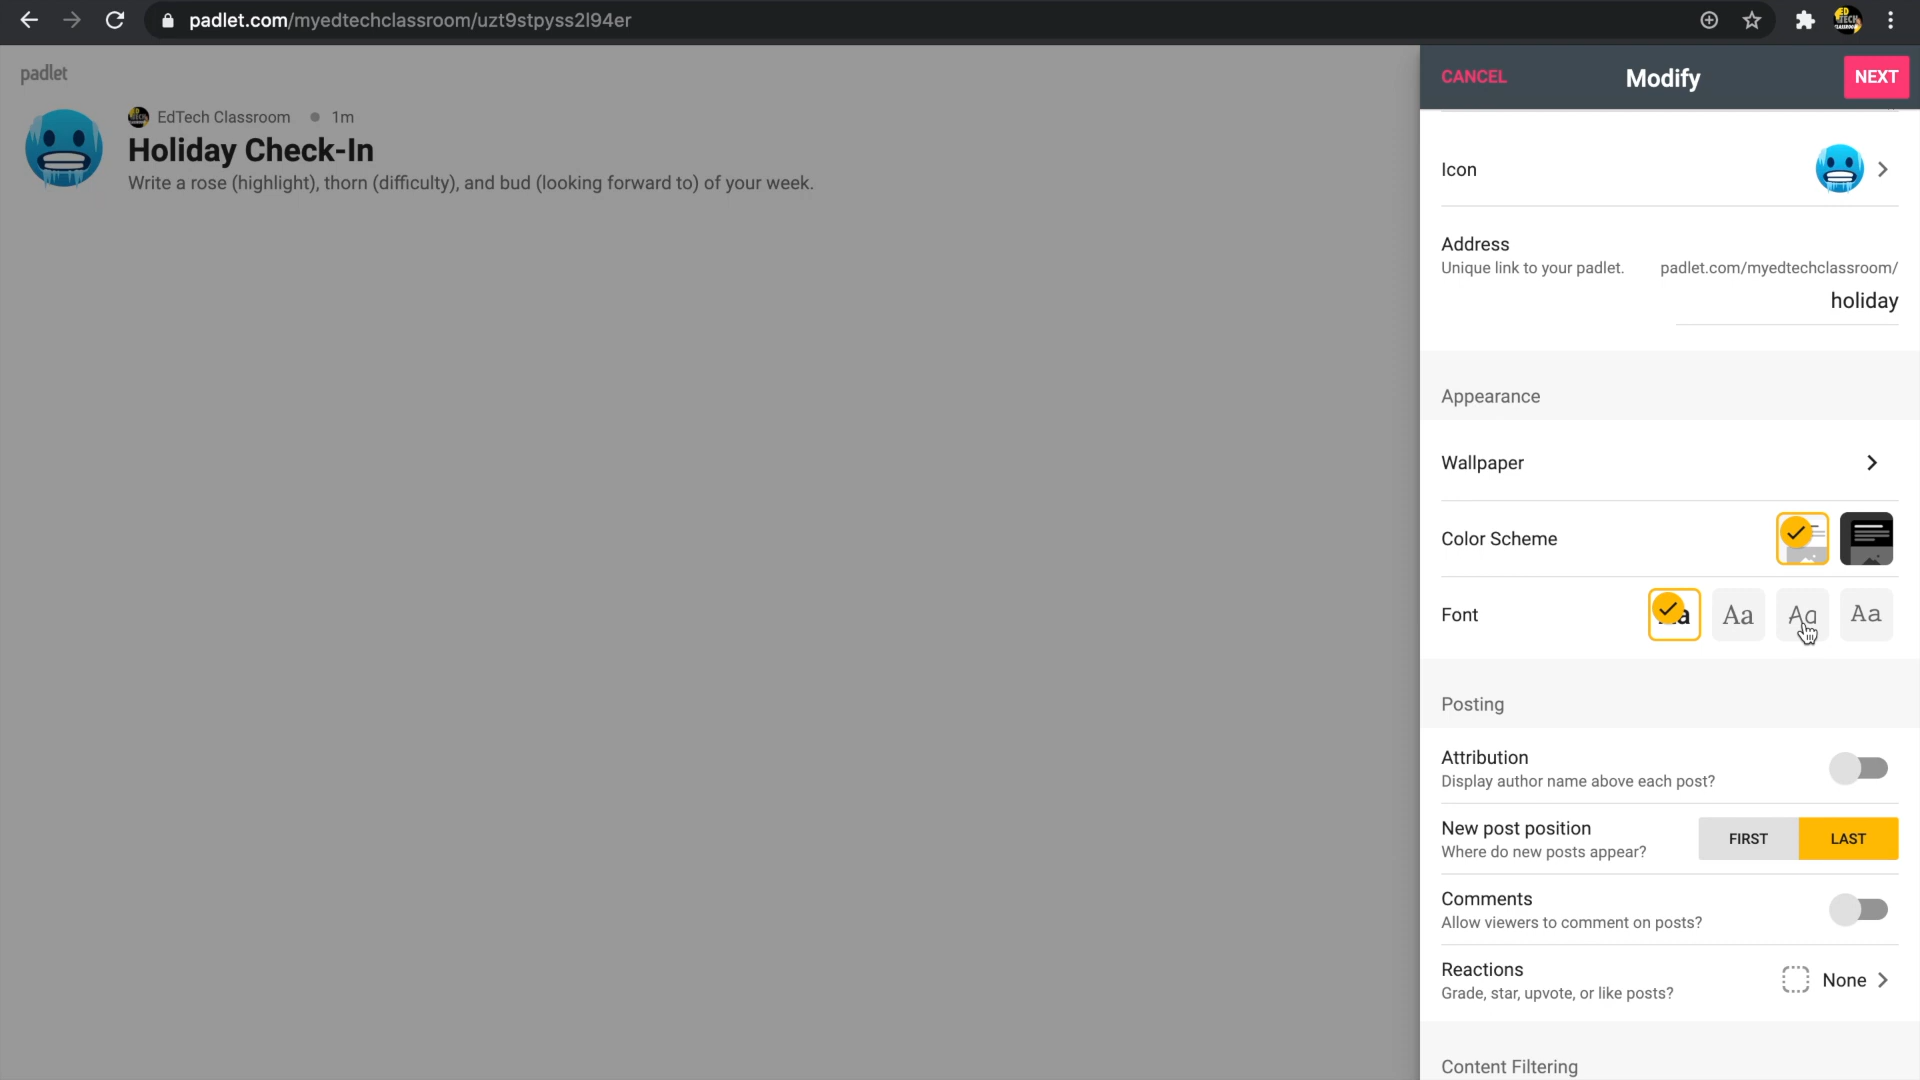 padlet.com/myedtechclassroom/uzt9stpyss2l94er
padlet
EdTech Classroom 1m
Holiday Check-In
Write a rose (highlight), thorn (difficulty), and bud (looking forward to) of your week.
CANCEL Modify NEXT
Icon
Address
Unique link to your padlet. padlet.com/myedtechclassroom/
holiday
Appearance
Wallpaper
Color Scheme
Font Aa Aa Aa
Posting
Attribution
Display author name above each post?
New post position
Where do new posts appear? FIRST LAST
Comments
Allow viewers to comment on posts?
Reactions
Grade, star, upvote, or like posts? None
Content Filtering